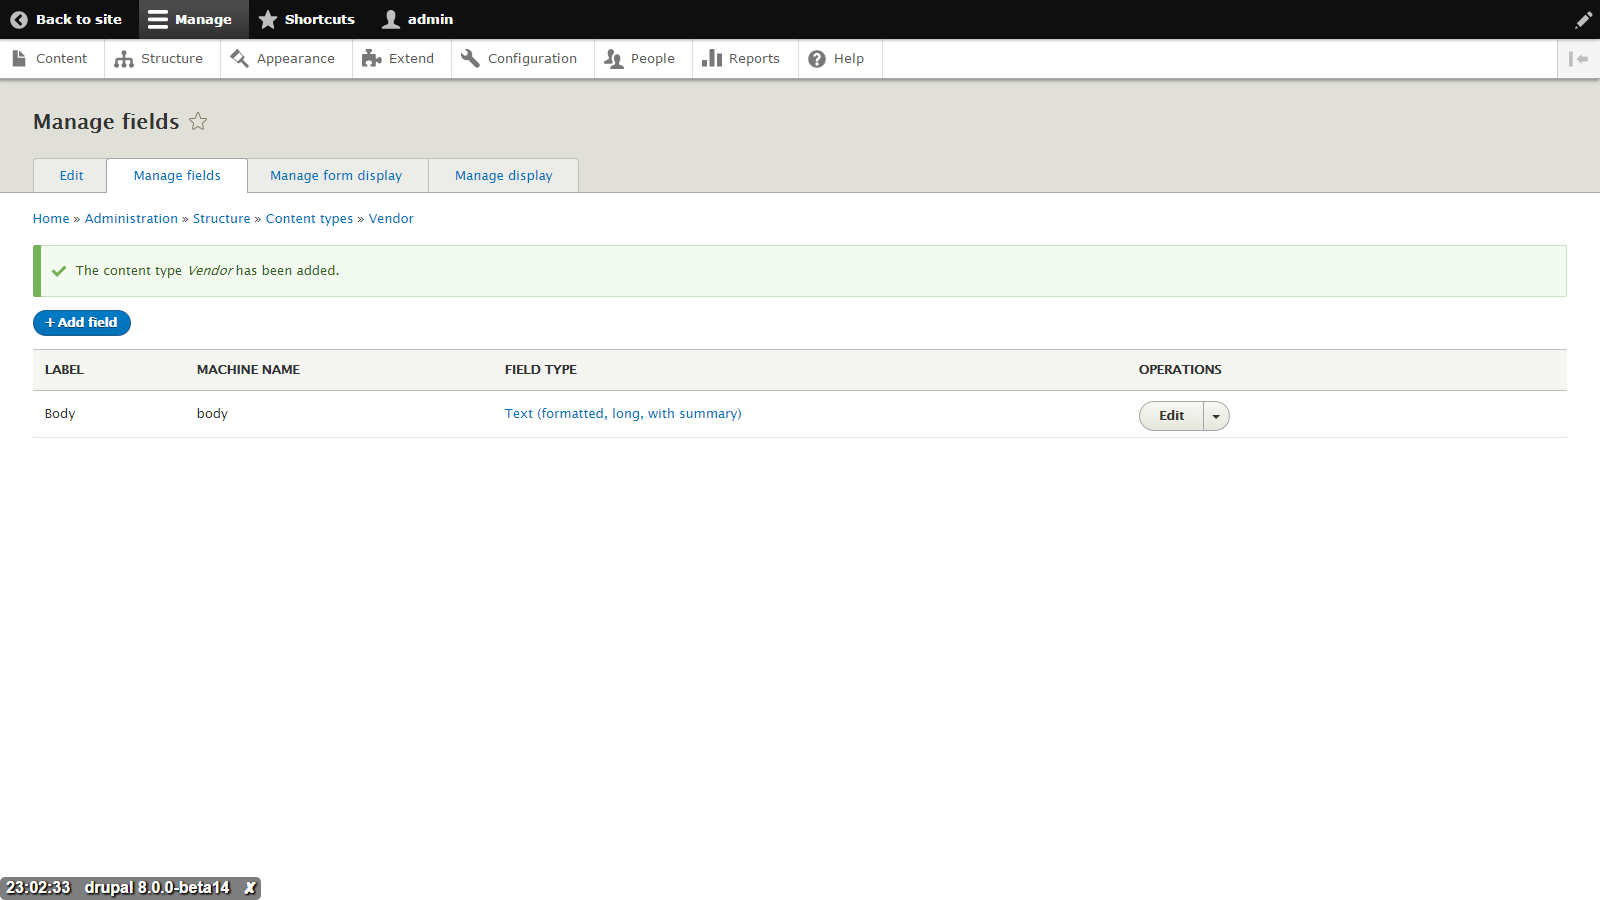 Back to site Manage Shortcuts admin
Content Structure Appearance Extend Configuration People Reports Help
Manage fields
Edit Manage fields Manage form display Manage display
Home » Administration » Structure » Content types » Vendor
The content type Vendor has been added.
+ Add field
LABEL MACHINE NAME FIELD TYPE OPERATIONS
Body body Text (formatted, long, with summary) Edit
23:02:33 drupal 8.0.0-beta14 ✘